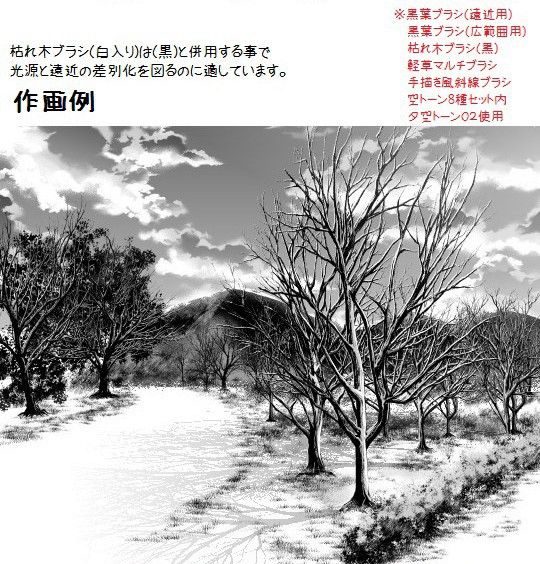 枯れ木ブラシ(白入り)は(黒)と併用する事で
光源と遠近の差別化を図るのに適しています。
作画例
※黒葉ブラシ(遠近用)
黒葉ブラシ(広範囲用)
枯れ木ブラシ(黒)
軽草マルチブラシ
手描き風斜線ブラシ
空トーン8種セット内
夕空トーン02使用